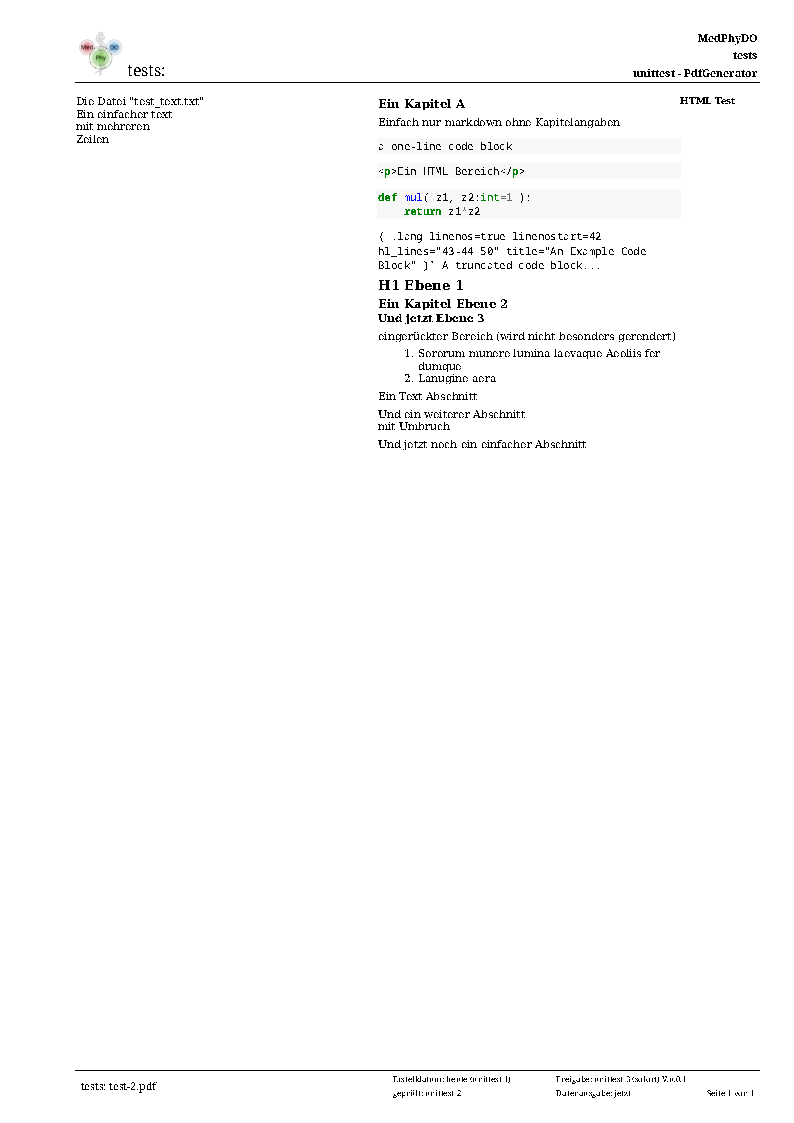 Med
DO
Phy
tests:
MedPhyDO
tests
unittest - PdfGenerator
Die Datei "test_text.txt"
Ein einfacher text
mit mehreren
Zeilen
Ein Kapitel A
Einfach nur markdown ohne Kapitelangaben
a one-line code block
<p>Ein HTML Bereich</p>
def mul( z1, z2:int=1 ):
    return z1*z2
{ .lang linenos=true linenostart=42
hl_lines="43-44 50" title="An Example Code
Block" }` A truncated code block...
H1 Ebene 1
Ein Kapitel Ebene 2
Und jetzt Ebene 3
eingerückter Bereich (wird nicht besonders gerendert)
1. Sororum munere lumina laevaque Aeoliis fer
dumque
2. Lanugine aera
Ein Text Abschnitt
Und ein weiterer Abschnitt
mit Umbruch
Und jetzt noch ein einfacher Abschnitt
HTML Test
tests: test-2.pdf
Erstelldatum: heute (unittest 1)
geprüft: unittest 2
Freigabe: unittest 3 (sofort)
Datenausgabe: jetzt
Seite 1 von 1